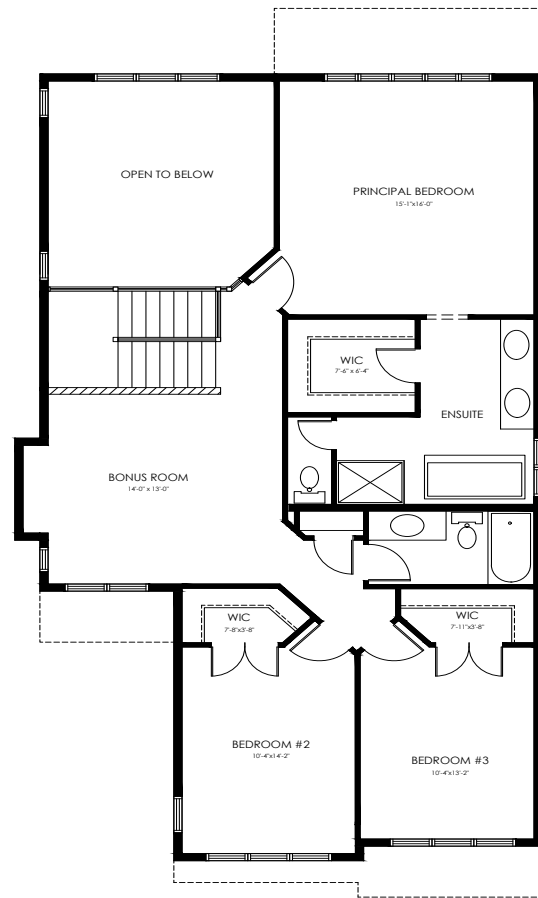 OPEN TO BELOW
PRINCIPAL BEDROOM
15'-1"x16'-0"
WIC
7'-6" x 6'-4"
ENSUITE
BONUS ROOM
14'-0" x 13'-0"
WIC
7'-8"x3'-8"
WIC
7'-11"x3'-8"
BEDROOM #2
10'-4"x14'-2"
BEDROOM #3
10'-4"x13'-2"